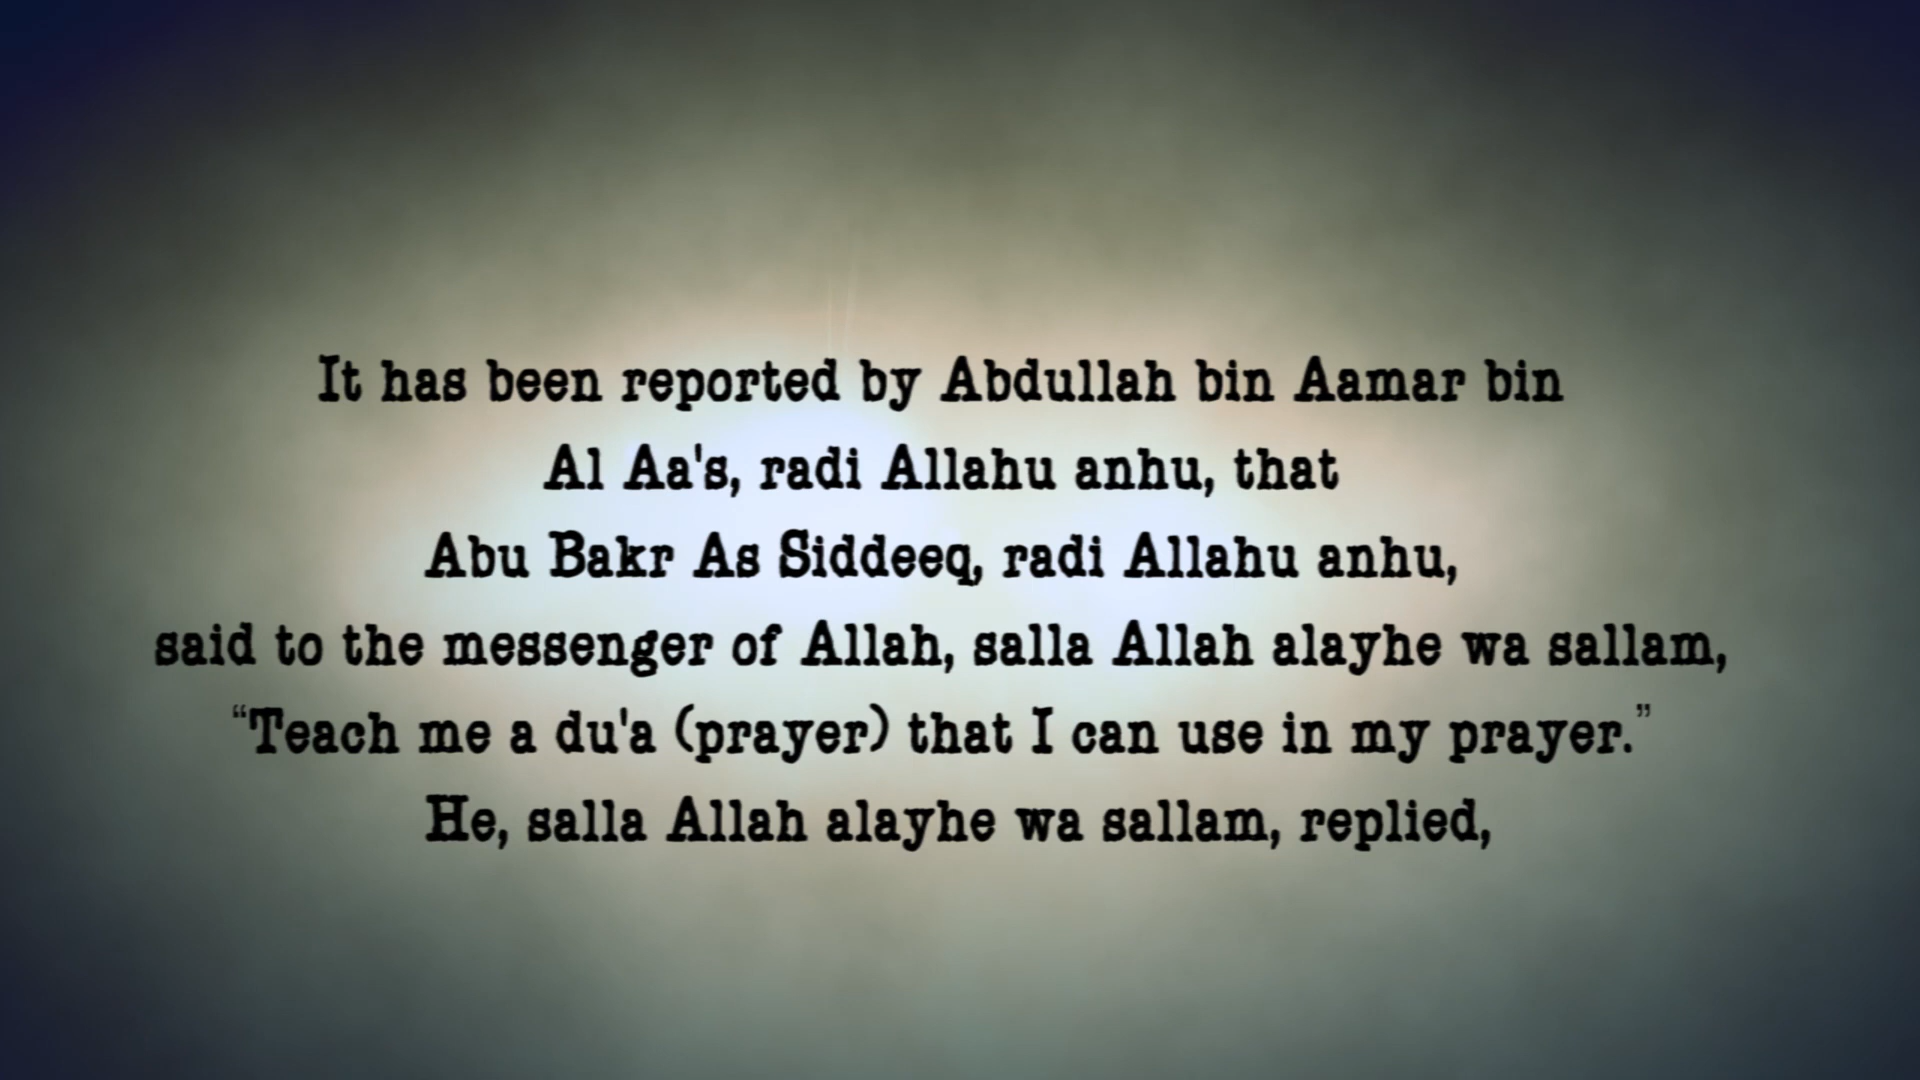 It has been reported by Abdullah bin Aamar bin
Al Aa's, radi Allahu anhu, that
Abu Bakr As Siddeeq, radi Allahu anhu,
said to the messenger of Allah, salla Allah alayhe wa sallam,
“Teach me a du'a (prayer) that I can use in my prayer.”
He, salla Allah alayhe wa sallam, replied,